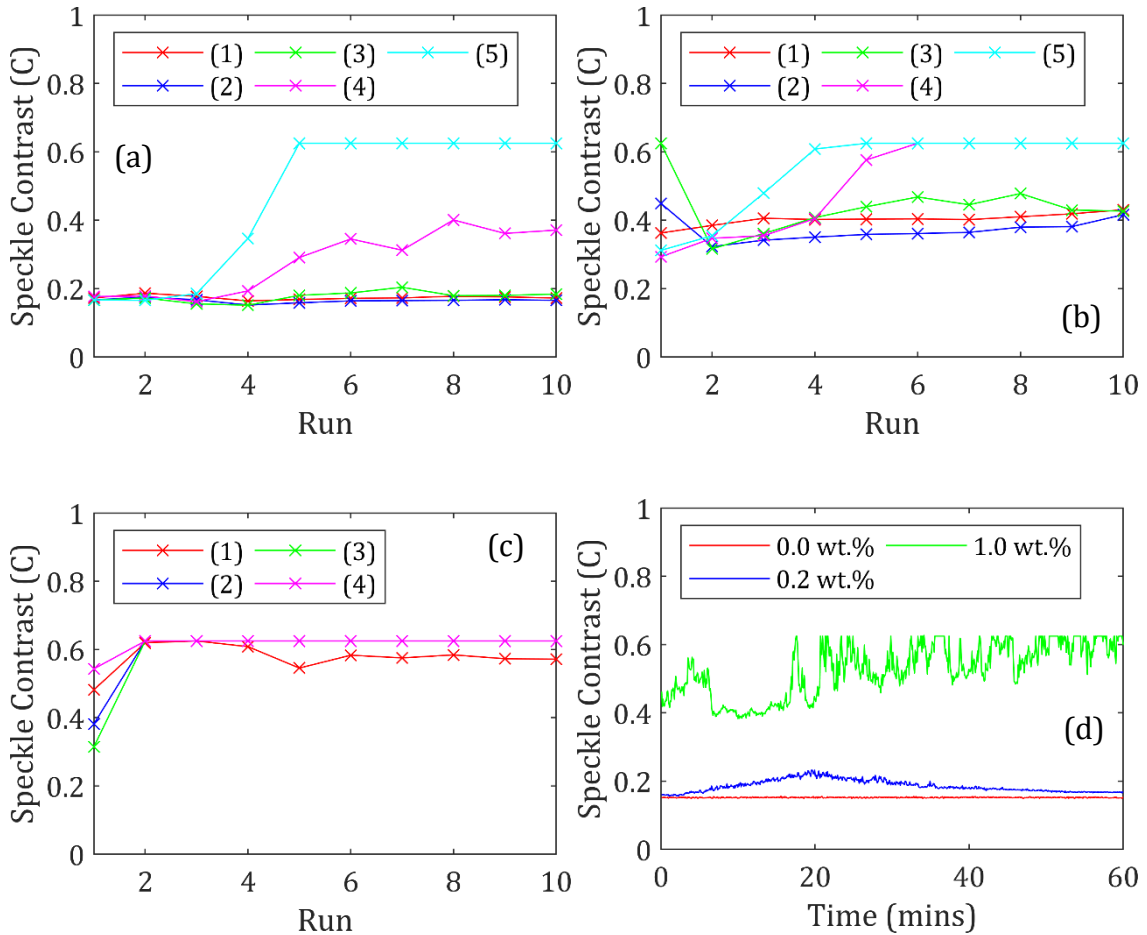 Speckle Contrast (C)
1
0.8
0.6
0.4
0.2
0
(1) (3) (5)
(2) (4)
(a)
2 4 6 8 10
Run
Speckle Contrast (C)
1
0.8
0.6
0.4
0.2
0
(1) (3) (5)
(2) (4)
(b)
2 4 6 8 10
Run
Speckle Contrast (C)
1
0.8
0.6
0.4
0.2
0
(1) (3)
(2) (4)
(c)
2 4 6 8 10
Run
Speckle Contrast (C)
1
0.8
0.6
0.4
0.2
0
0.0 wt.% 1.0 wt.%
0.2 wt.%
(d)
0 20 40 60
Time (mins)